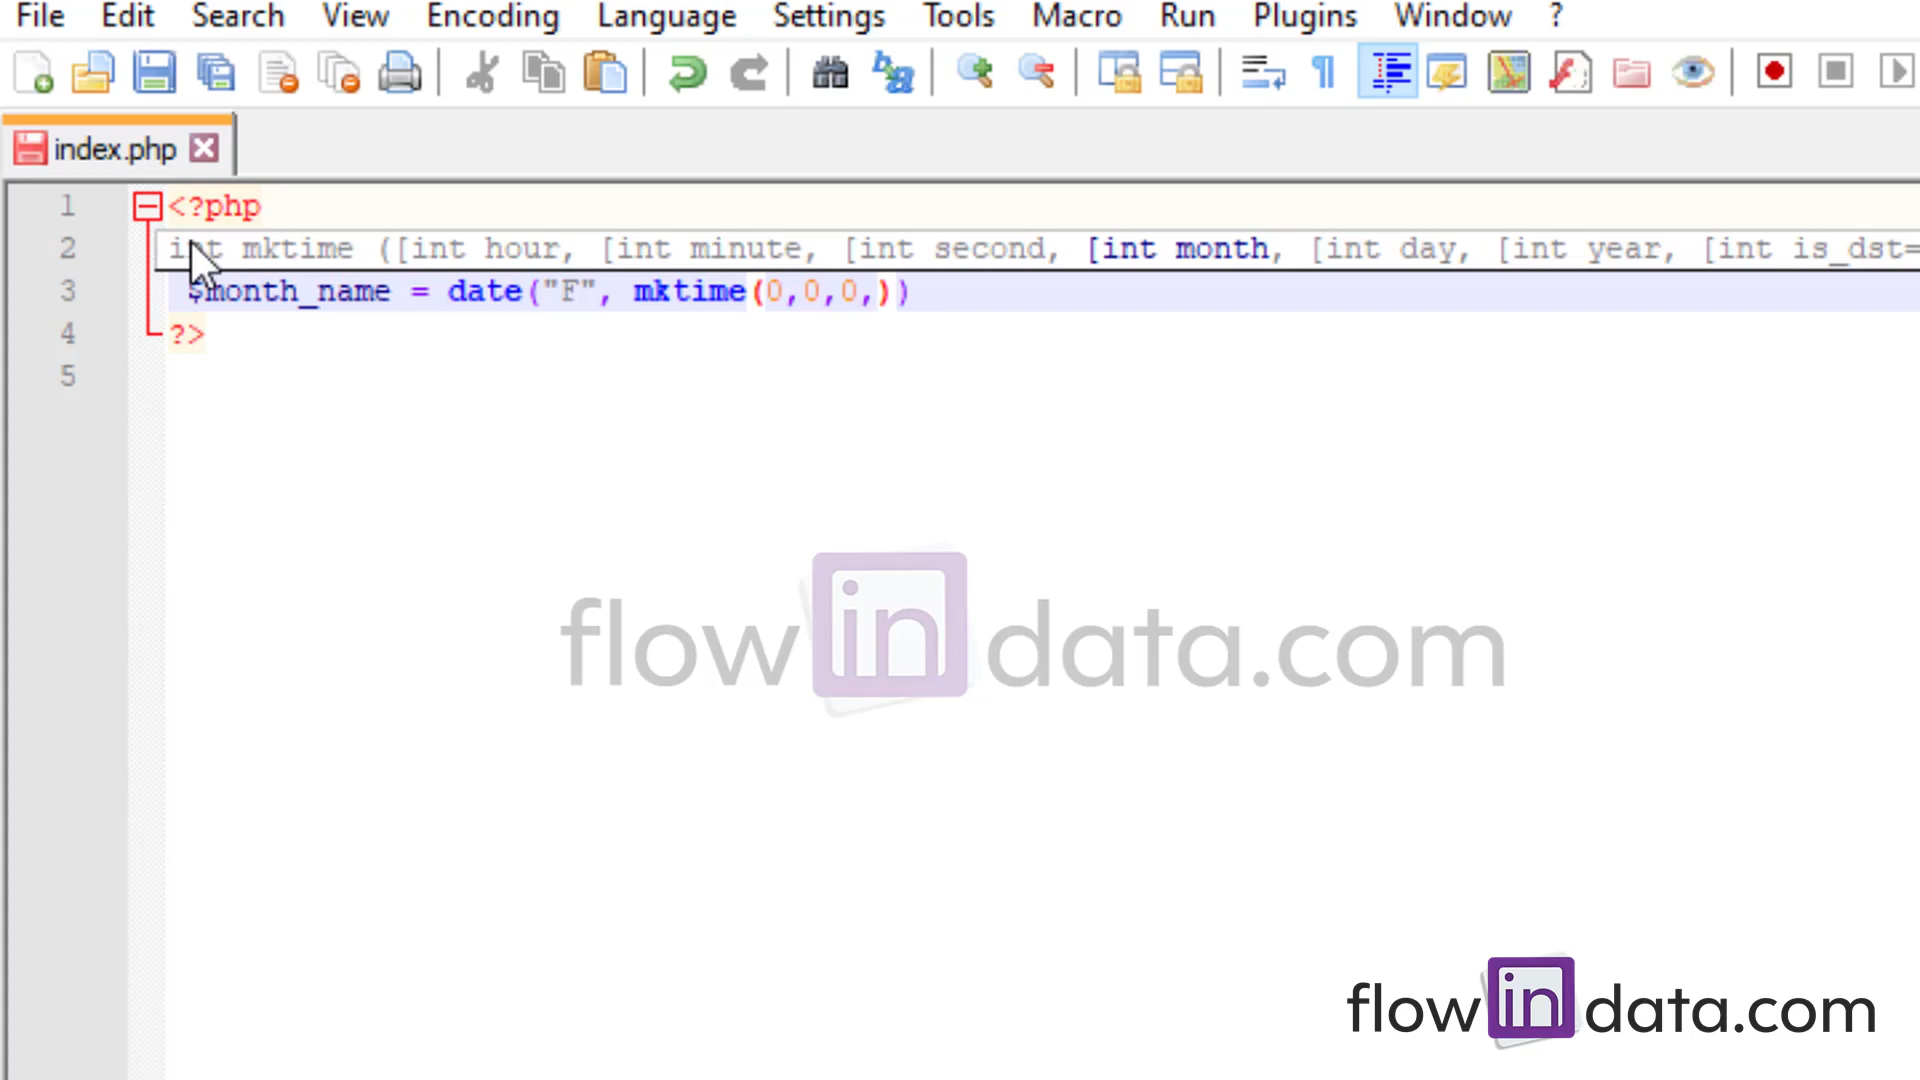 File Edit Search View Encoding Language Settings Tools Macro Run Plugins Window ?
index.php
1 <?php
2 int mktime ([int hour, [int minute, [int second, [int month, [int day, [int year, [int is_dst=
3 $month_name = date("F", mktime(0,0,0,))
4 ?>
5
flow in data.com
flow in data.com